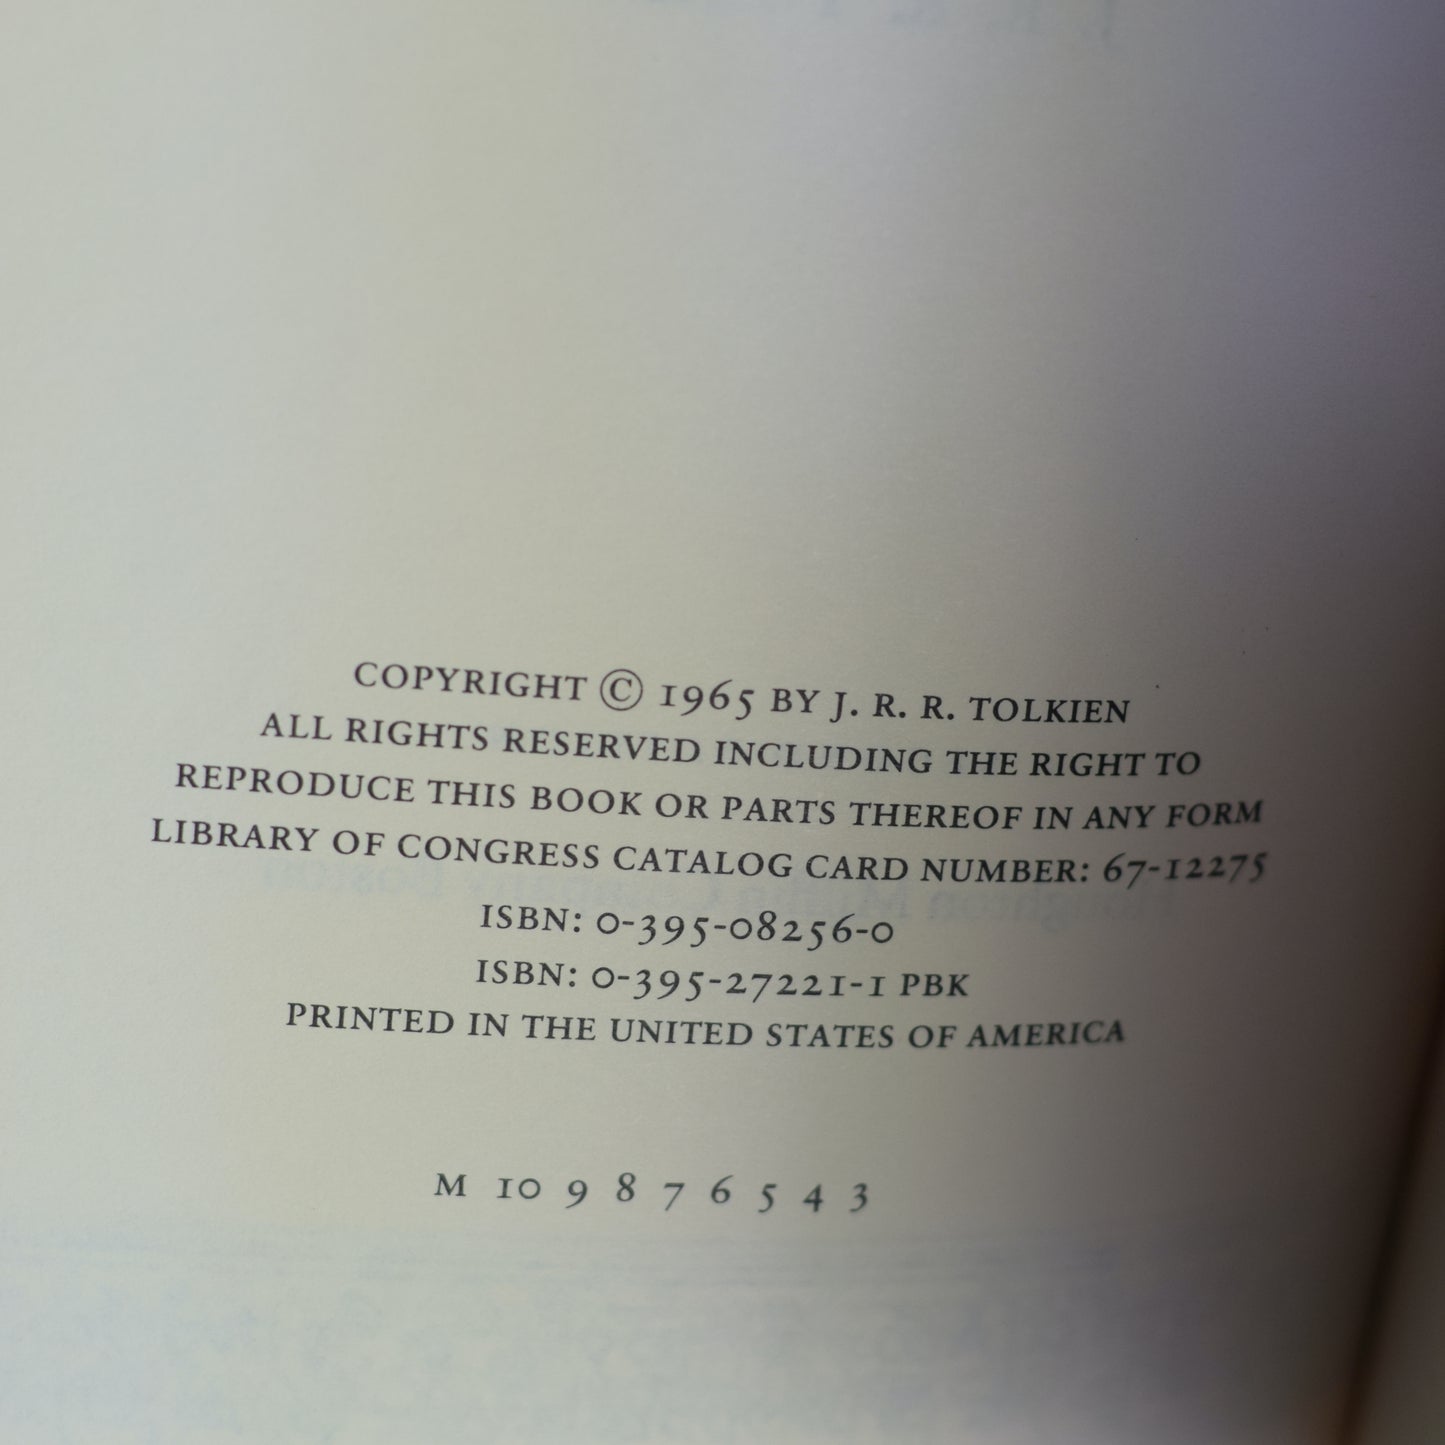 COPYRIGHT © 1965 BY J. R. R. TOLKIEN
ALL RIGHTS RESERVED INCLUDING THE RIGHT TO
REPRODUCE THIS BOOK OR PARTS THEREOF IN ANY FORM
LIBRARY OF CONGRESS CATALOG CARD NUMBER: 67-12275
ISBN: 0-395-08256-0
ISBN: 0-395-27221-1 PBK
PRINTED IN THE UNITED STATES OF AMERICA
M 10 9 8 7 6 5 4 3